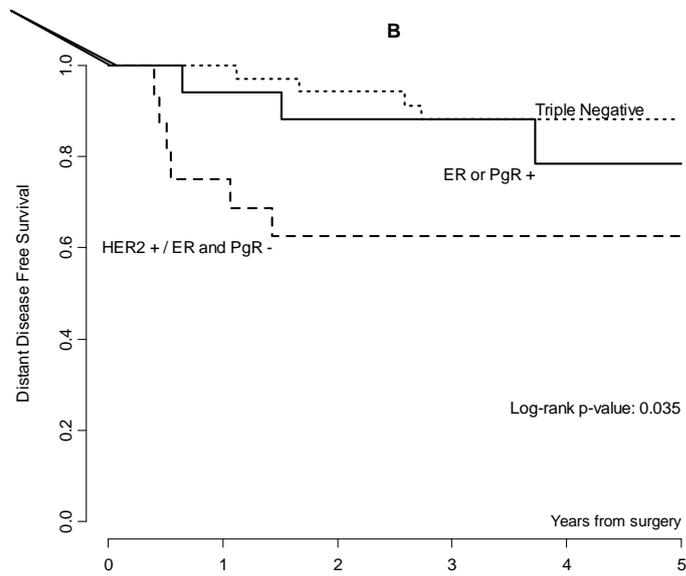 B
1.0
0.8
0.6
0.4
0.2
0.0
Distant Disease Free Survival
Triple Negative
ER or PgR +
HER2 + / ER and PgR -
Log-rank p-value: 0.035
Years from surgery
0 1 2 3 4 5